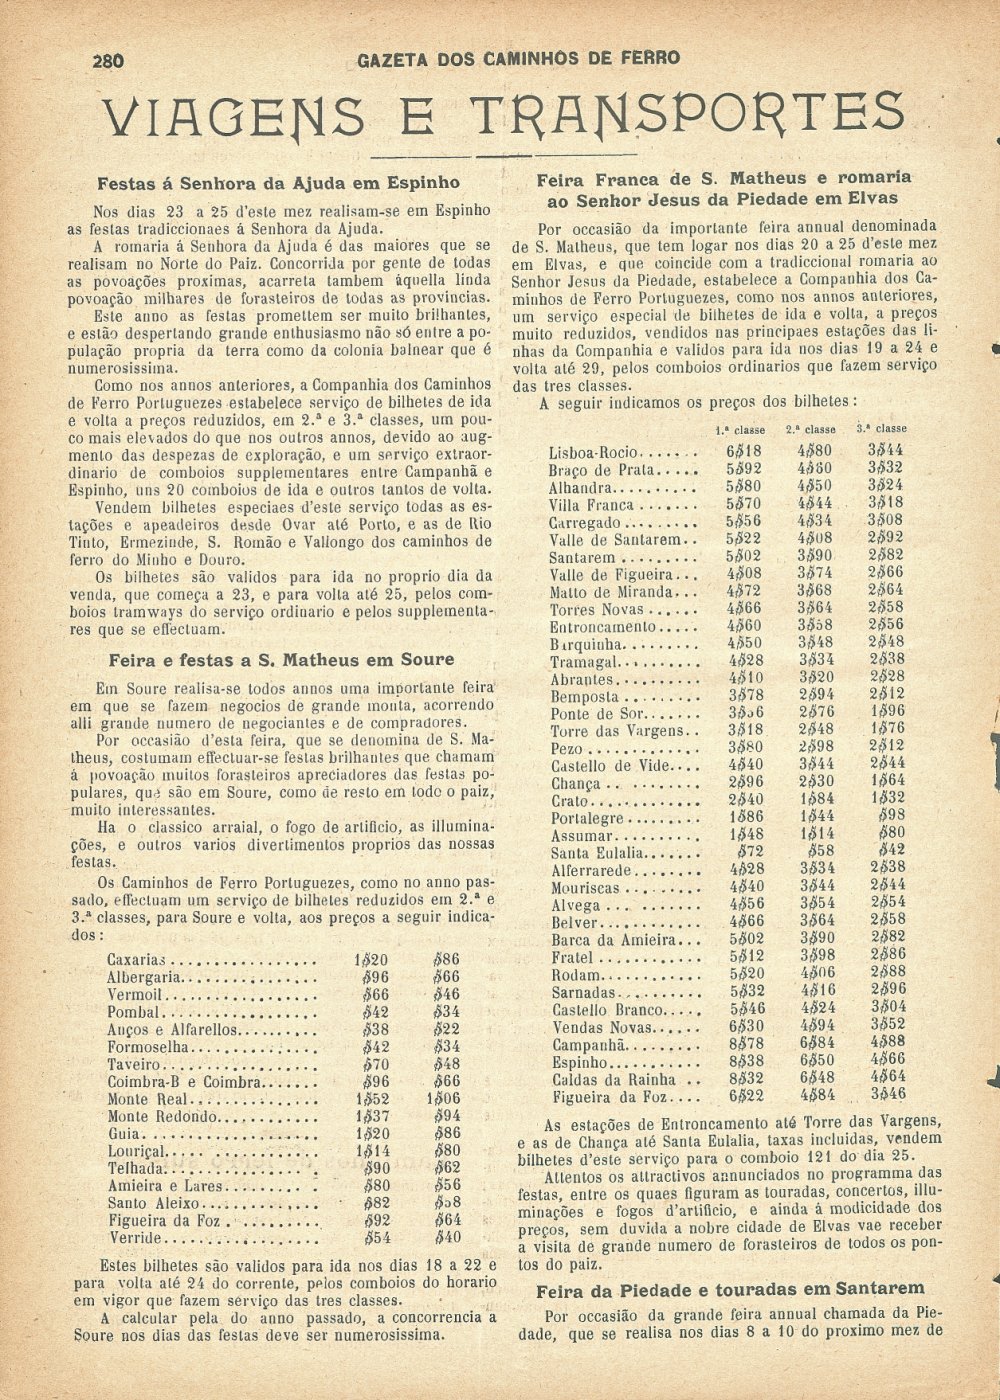 280
GAZETA DOS CAMINHOS DE FERRO
VIAGENS E TRANSPORTES
Festas á Senhora da Ajuda em Espinho
Nos dias 23 a 25 d'este mez realisam-se em Espinho
as festas tradiccionaes á Senhora da Ajuda.
A romaria á Senhora da Ajuda é das maiores que se
realisam no Norte do Paiz. Concorrida por gente de todas
as povoações proximas, acarreta tambem áquella linda
povoação milhares de forasteiros de todas as provincias.
Este anno as festas promettem ser muito brilhantes,
e estão despertando grande enthusiasmo não só entre a po-
pulação propria da terra como da colonia balnear que é
numerosissima.
Como nos annos anteriores, a Companhia dos Caminhos
de Ferro Portuguezes estabelece serviço de bilhetes de ida
e volta a preços reduzidos, em 2.ª e 3.ª classes, um pou-
co mais elevados do que nos outros annos, devido ao aug-
mento das despezas de exploração, e um serviço extraor-
dinario de comboios supplementares entre Campanhã e
Espinho, uns 20 comboios de ida e outros tantos de volta.
Vendem bilhetes especiaes d'este serviço todas as es-
tações e apeadeiros desde Ovar até Porto, e as de Rio
Tinto, Ermezinde, S. Romão e Vallongo dos caminhos de
ferro do Minho e Douro.
Os bilhetes são validos para ida no proprio dia da
venda, que começa a 23, e para volta até 25, pelos com-
boios tramways do serviço ordinario e pelos supplementa-
res que se effectuam.
Feira e festas a S. Matheus em Soure
Em Soure realisa-se todos annos uma importante feira
em que se fazem negocios de grande monta, acorrendo
alli grande numero de negociantes e de compradores.
Por occasião d'esta feira, que se denomina de S. Ma-
theus, costumam effectuar-se festas brilhantes que chamam
á povoação muitos forasteiros apreciadores das festas po-
pulares, que são em Soure, como de resto em todo o paiz,
muito interessantes.
Ha o classico arraial, o fogo de artificio, as illumina-
ções, e outros varios divertimentos proprios das nossas
festas.
Os Caminhos de Ferro Portuguezes, como no anno pas-
sado, effectuam um serviço de bilhetes reduzidos em 2.ª e
3.ª classes, para Soure e volta, aos preços a seguir indica-
dos:
Caxarias ................ 1$20 $86
Albergaria................ $96 $66
Vermoil................ $66 $46
Pombal................ $42 $34
Anços e Alfarellos.......... $38 $22
Formoselha.............. $42 $34
Taveiro................ $70 $48
Coimbra-B e Coimbra....... $96 $66
Monte Real.............. 1$52 1$06
Monte Redondo............ 1$37 $94
Guia.................. 1$20 $86
Louriçal................ 1$14 $80
Telhada................ $90 $62
Amieira e Lares.......... $80 $56
Santo Aleixo............ $82 $58
Figueira da Foz .......... $92 $64
Verride................ $54 $40
Estes bilhetes são validos para ida nos dias 18 a 22 e
para volta até 24 do corrente, pelos comboios do horario
em vigor que fazem serviço das tres classes.
A calcular pela do anno passado, a concorrencia a
Soure nos dias das festas deve ser numerosissima.
Feira Franca de S. Matheus e romaria
ao Senhor Jesus da Piedade em Elvas
Por occasião da importante feira annual denominada
de S. Matheus, que tem logar nos dias 20 a 25 d'este mez
em Elvas, e que coincide com a tradiccional romaria ao
Senhor Jesus da Piedade, estabelece a Companhia dos Ca-
minhos de Ferro Portuguezes, como nos annos anteriores,
um serviço especial de bilhetes de ida e volta, a preços
muito reduzidos, vendidos nas principaes estações das li-
nhas da Companhia e validos para ida nos dias 19 a 24 e
volta até 29, pelos comboios ordinarios que fazem serviço
das tres classes.
A seguir indicamos os preços dos bilhetes:
1.ª classe 2.ª classe 3.ª classe
Lisboa-Rocio....... 6$18 4$80 3$44
Braço de Prata..... 5$92 4$60 3$32
Alhandra.......... 5$80 4$50 3$24
Villa Franca ....... 5$70 4$44 3$18
Carregado ........ 5$56 4$34 3$08
Valle de Santarem.. 5$22 4$08 2$92
Santarem ......... 5$02 3$90 2$82
Valle de Figueira... 4$08 3$74 2$66
Matto de Miranda... 4$72 3$68 2$64
Torres Novas ...... 4$66 3$64 2$58
Entroncamento..... 4$60 3$58 2$56
Barquinha......... 4$50 3$48 2$48
Tramagal.......... 4$28 3$34 2$38
Abrantes.......... 4$10 3$20 2$28
Bemposta ......... 3$78 2$94 2$12
Ponte de Sor....... 3$56 2$76 1$96
Torre das Vargens.. 3$18 2$48 1$76
Pezo ............. 3$80 2$98 2$12
Castello de Vide.... 4$40 3$44 2$44
Chança .. ........ 2$96 2$30 1$64
Crato............. 2$40 1$84 1$32
Portalegre ......... 1$86 1$44 $98
Assumar.......... 1$48 1$14 $80
Santa Eulalia....... $72 $58 $42
Alferrarede........ 4$28 3$34 2$38
Mouriscas ......... 4$40 3$44 2$44
Alvega ... ....... 4$56 3$54 2$54
Belver............ 4$66 3$64 2$58
Barca da Amieira... 5$02 3$90 2$82
Fratel ............ 5$12 3$98 2$86
Rodam............ 5$20 4$06 2$88
Sarnadas.......... 5$32 4$16 2$96
Castello Branco.... 5$46 4$24 3$04
Vendas Novas...... 6$30 4$94 3$52
Campanhã......... 8$78 6$84 4$88
Espinho........... 8$38 6$50 4$66
Caldas da Rainha .. 8$32 6$48 4$64
Figueira da Foz.... 6$22 4$84 3$46
As estações de Entroncamento até Torre das Vargens,
e as de Chança até Santa Eulalia, taxas incluidas, vendem
bilhetes d'este serviço para o comboio 121 do dia 25.
Attentos os attractivos annunciados no programma das
festas, entre os quaes figuram as touradas, concertos, illu-
minações e fogos d'artificio, e ainda á modicidade dos
preços, sem duvida a nobre cidade de Elvas vae receber
a visita de grande numero de forasteiros de todos os pon-
tos do paiz.
Feira da Piedade e touradas em Santarem
Por occasião da grande feira annual chamada da Pie-
dade, que se realisa nos dias 8 a 10 do proximo mez de